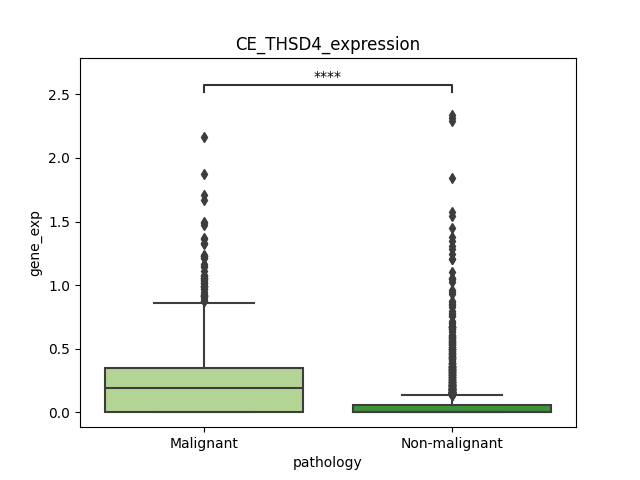 CE_THSD4_expression
****
gene_exp
2.5
2.0
1.5
1.0
0.5
0.0
Malignant
Non-malignant
pathology